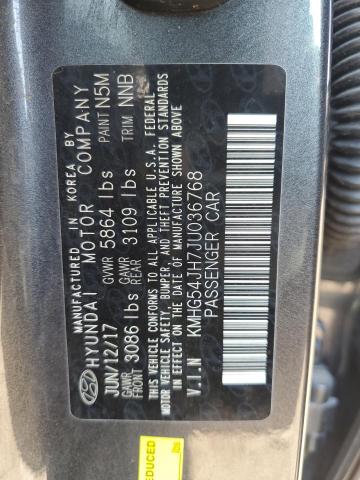 MANUFACTURED IN KOREA BY
HYUNDAI MOTOR COMPANY
PAINT N5M
JUN/12/17
GVWR 5864 lbs
TRIM NNB
GAWR FRONT 3086 lbs
GAWR REAR 3109 lbs
THIS VEHICLE CONFORMS TO ALL APPLICABLE U.S.A. FEDERAL
MOTOR VEHICLE SAFETY, BUMPER, AND THEFT PREVENTION STANDARDS
IN EFFECT ON THE DATE OF MANUFACTURE SHOWN ABOVE.
V.I.N KMHG54JH7JU036768
PASSENGER CAR
REDUCED
lbs